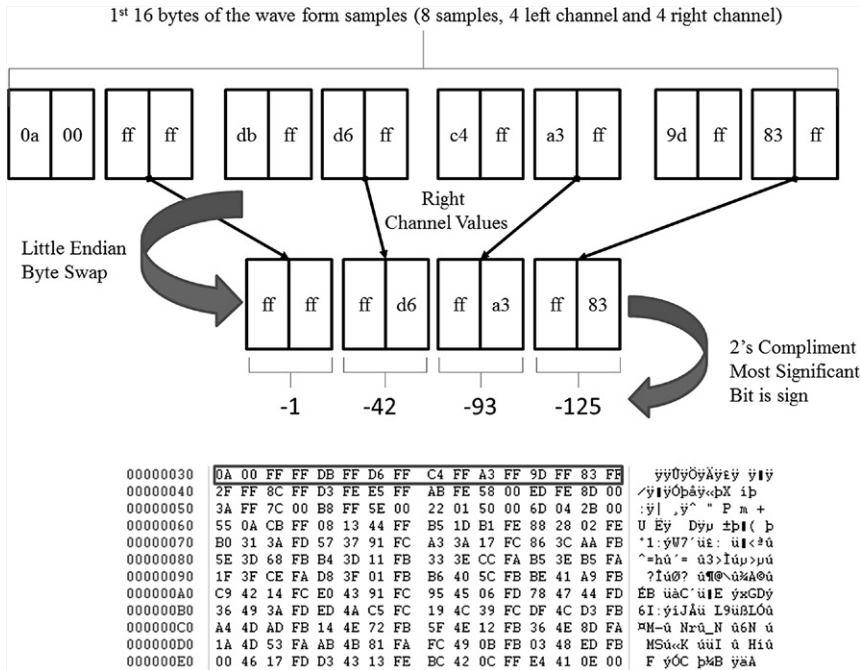 1st 16 bytes of the wave form samples (8 samples, 4 left channel and 4 right channel)
0a 00 ff ff db ff d6 ff c4 ff a3 ff 9d ff 83 ff
Right
Channel Values
Little Endian
Byte Swap
ff ff ff d6 ff a3 ff 83
2's Compliment
Most Significant
Bit is sign
-1 -42 -93 -125
00000030 0A 00 FF FF DB FF D6 FF C4 FF A3 FF 9D FF 83 FF
00000040 2F FF 8C FF D3 FE E5 FF AB FE 58 00 ED FE 8D 00
00000050 3A FF 7C 00 B8 FF 5E 00 22 01 50 00 6D 04 2B 00
00000060 55 0A CB FF 08 13 44 FF B5 1D B1 FE 88 28 02 FE
00000070 B0 31 3A FD 57 37 91 FC A3 3A 17 FC 86 3C AA FB
00000080 5E 3D 68 FB B4 3D 11 FB 33 3E CC FA B5 3E B5 FA
00000090 1F 3F CE FA D8 3F 01 FB B6 40 5C FB BE 41 A9 FB
000000A0 C9 42 14 FC E0 43 91 FC 95 45 06 FD 78 47 44 FD
000000B0 36 49 3A FD ED 4A C5 FC 19 4C 39 FC DF 4C D3 FB
000000C0 A4 4D AD FB 14 4E 72 FB 5F 4E 12 FB 36 4E 8D FA
000000D0 1A 4D 53 FA AB 4B 81 FA FC 49 0B FB 03 48 ED FB
000000E0 00 46 17 FD D3 43 13 FE BC 42 0C FF E4 41 0E 00